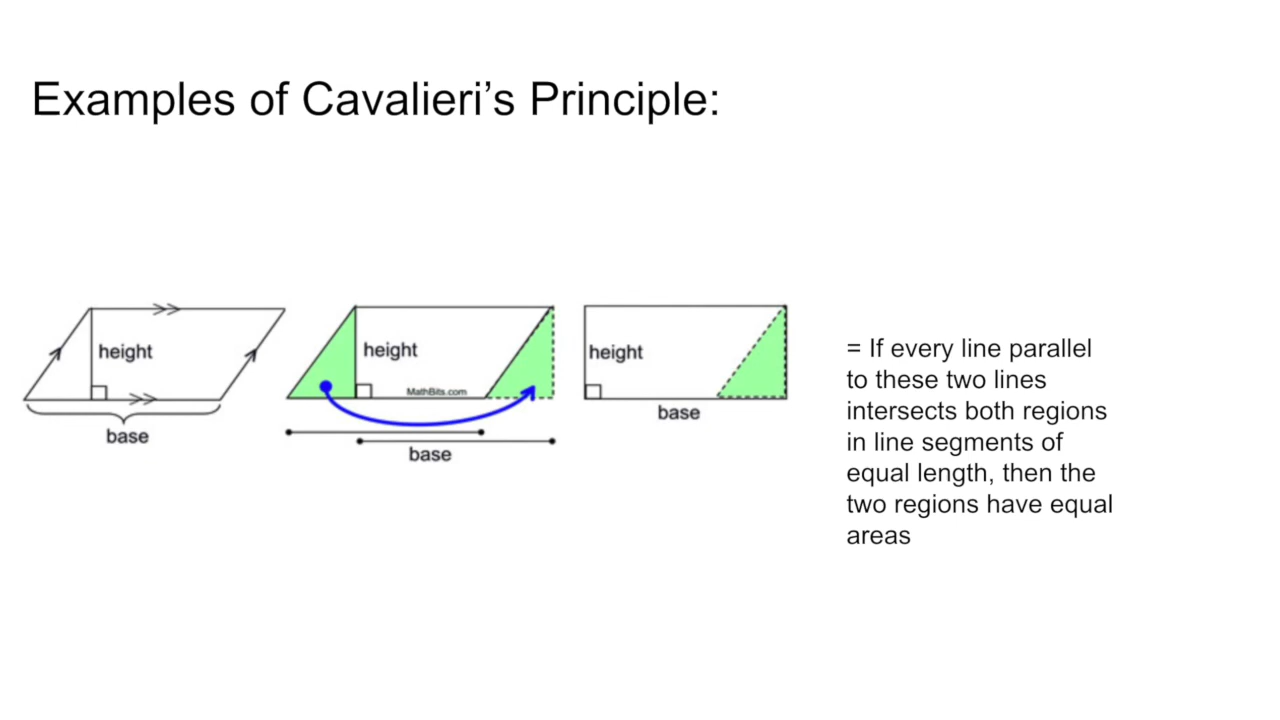 Examples of Cavalieri’s Principle:
height
base
height
MathBits.com
base
height
base
= If every line parallel
to these two lines
intersects both regions
in line segments of
equal length, then the
two regions have equal
areas